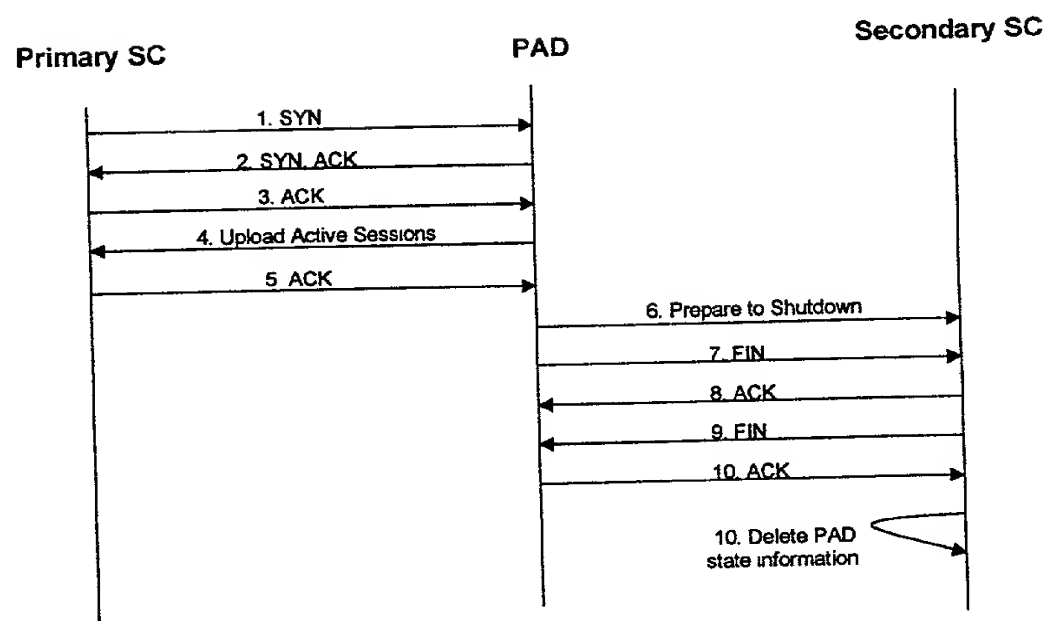 Primary SC
PAD
Secondary SC
1. SYN
2. SYN, ACK
3. ACK
4. Upload Active Sessions
5 ACK
6. Prepare to Shutdown
7. FIN
8. ACK
9. FIN
10. ACK
10. Delete PAD
state information